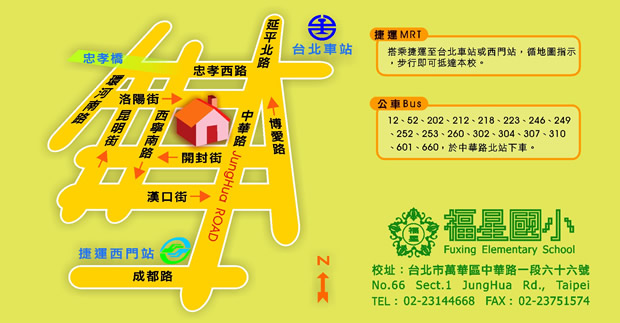 忠孝橋
環河南路
洛陽街
昆明街
西寧南路
忠孝西路
延平北路
台北車站
中華路
JungHua ROAD
博愛路
開封街
漢口街
捷運西門站
成都路
N
捷運MRT
搭乘捷運至台北車站或西門站，循地圖指示
，步行即可抵達本校。
公車Bus
12、52、202、212、218、223、246、249
、252、253、260、302、304、307、310
、601、660，於中華路北站下車。
福星
福星國小
Fuxing Elementary School
校址：台北市萬華區中華路一段六十六號
No.66 Sect.1 JungHua Rd., Taipei
TEL：02-23144668 FAX：02-23751574